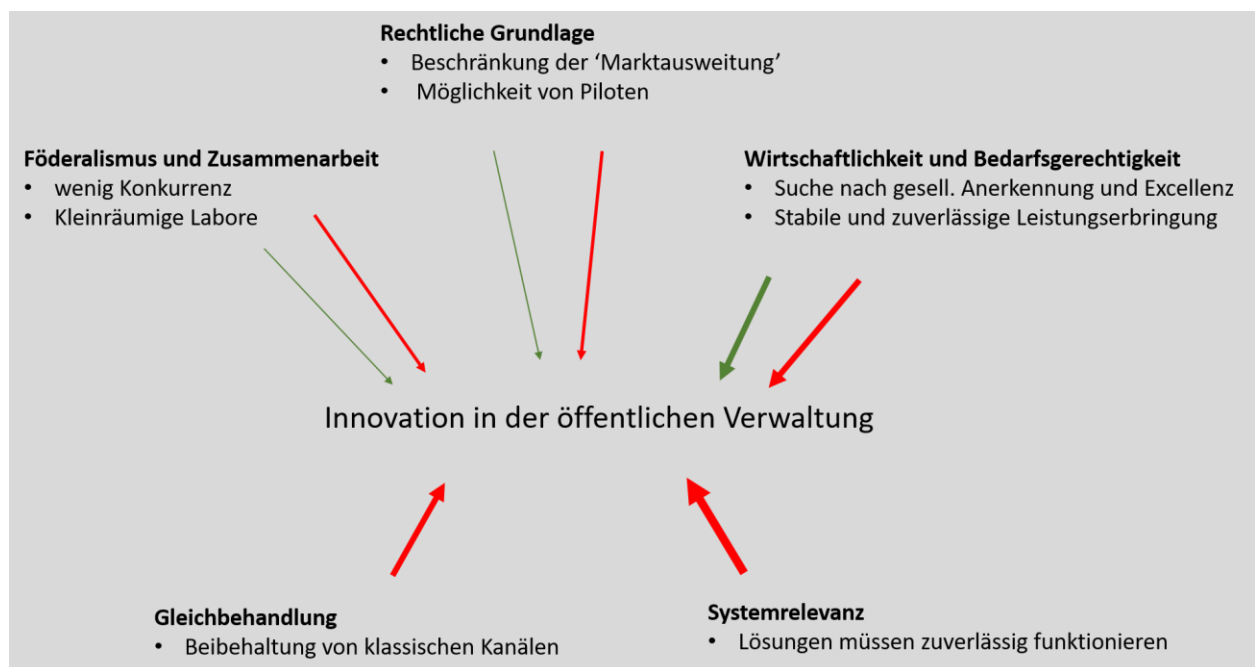 Rechtliche Grundlage
• Beschränkung der ‘Marktausweitung’
• Möglichkeit von Piloten
Föderalismus und Zusammenarbeit
• wenig Konkurrenz
• Kleinräumige Labore
Wirtschaftlichkeit und Bedarfsgerechtigkeit
• Suche nach gesell. Anerkennung und Excellenz
• Stabile und zuverlässige Leistungserbringung
Innovation in der öffentlichen Verwaltung
Gleichbehandlung
• Beibehaltung von klassischen Kanälen
Systemrelevanz
• Lösungen müssen zuverlässig funktionieren